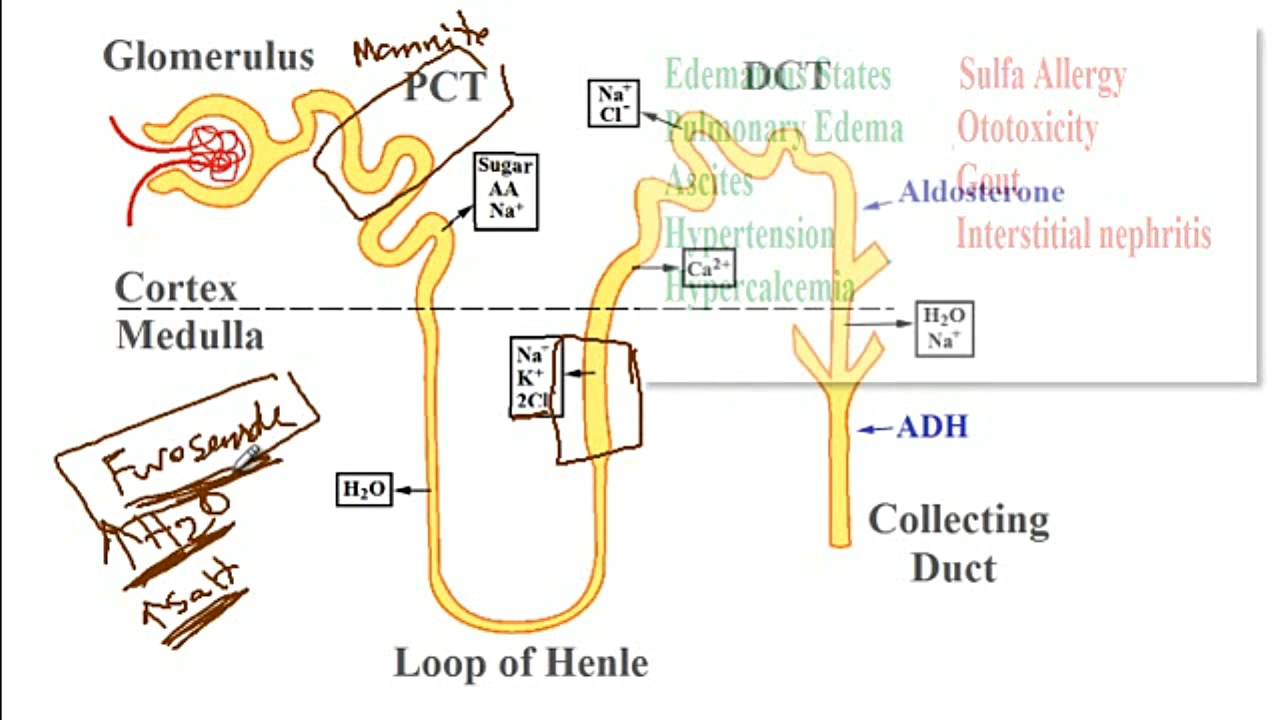 Glomerulus
Mannito
PCT
DCT
Na⁺
Cl⁻
Edematous States
Pulmonary Edema
Ascites
Hypertension
Hypercalcemia
Sulfa Allergy
Ototoxicity
Gout
Interstitial nephritis
Sugar
AA
Na⁺
Aldosterone
Ca²⁺
Cortex
Medulla
H₂O
Na⁺
Na⁺
K⁺
2Cl
Furosemide
↑H2O
↑salt
H₂O
ADH
Collecting
Duct
Loop of Henle